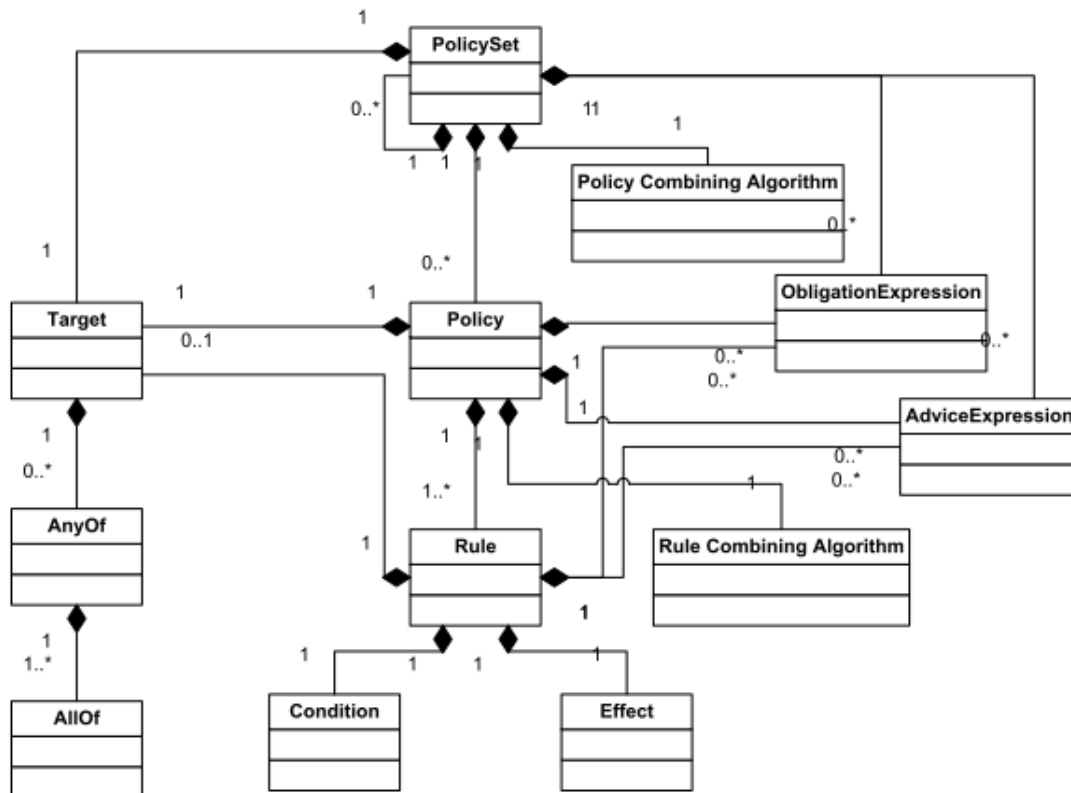 1
PolicySet
0..*
11
1
1
1
1
Policy Combining Algorithm
0..*
1
0..*
ObligationExpression
1
1
Target
Policy
0..1
0..*
0..*
1
0..*
AdviceExpression
1
1
1
1
0..*
1..*
0..*
0..*
1
AnyOf
1
Rule
Rule Combining Algorithm
1
1
1..*
1
1
1
1
AllOf
Condition
Effect